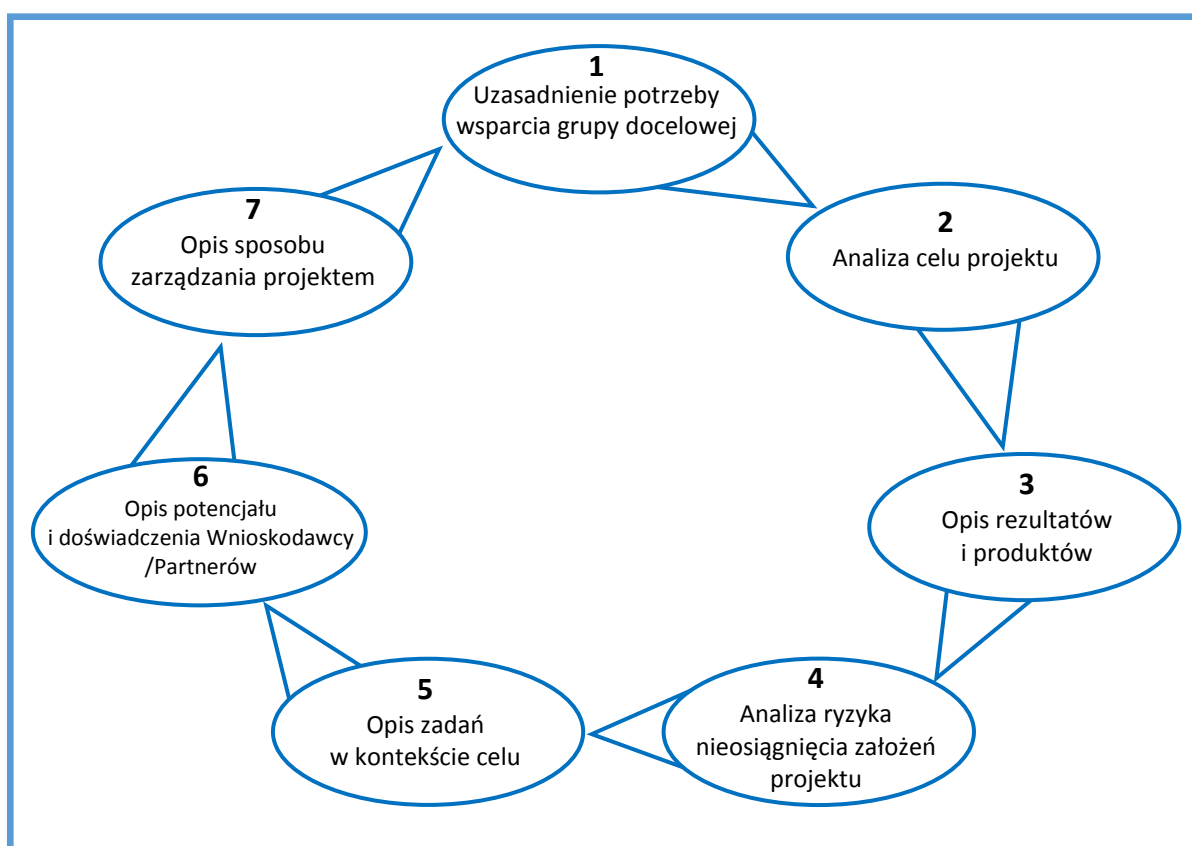 1
Uzasadnienie potrzeby
wsparcia grupy docelowej
2
Analiza celu projektu
3
Opis rezultatów
i produktów
4
Analiza ryzyka
nieosiągnięcia założeń
projektu
5
Opis zadań
w kontekście celu
6
Opis potencjału
i doświadczenia Wnioskodawcy
/Partnerów
7
Opis sposobu
zarządzania projektem